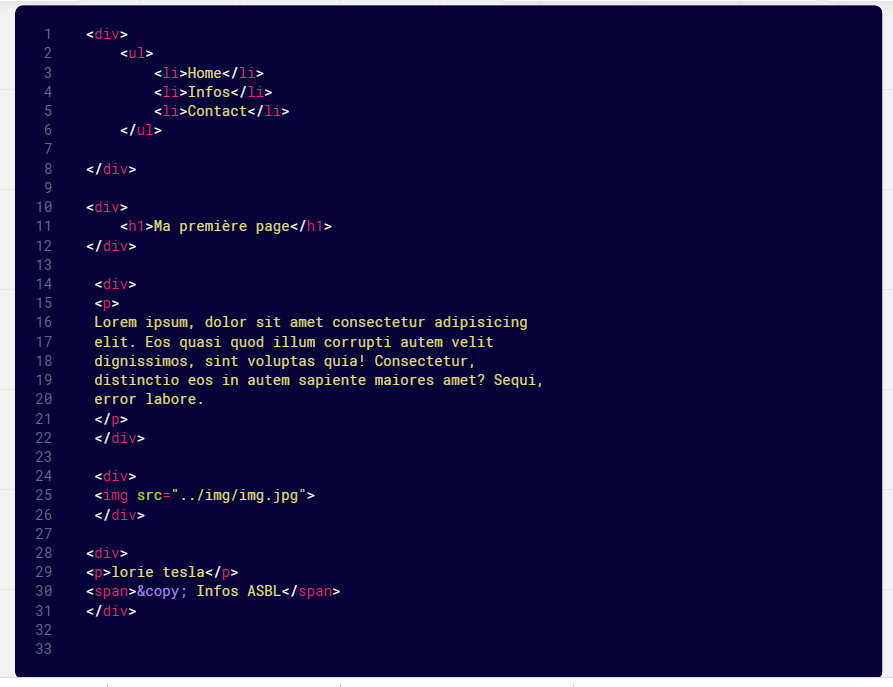 1 <div>
2     <ul>
3         <li>Home</li>
4         <li>Infos</li>
5         <li>Contact</li>
6     </ul>
7
8 </div>
9
10 <div>
11     <h1>Ma première page</h1>
12 </div>
13
14  <div>
15  <p>
16  Lorem ipsum, dolor sit amet consectetur adipisicing
17  elit. Eos quasi quod illum corrupti autem velit
18  dignissimos, sint voluptas quia! Consectetur,
19  distinctio eos in autem sapiente maiores amet? Sequi,
20  error labore.
21  </p>
22  </div>
23
24  <div>
25  <img src="../img/img.jpg">
26  </div>
27
28 <div>
29 <p>lorie tesla</p>
30 <span>&copy; Infos ASBL</span>
31 </div>
32
33